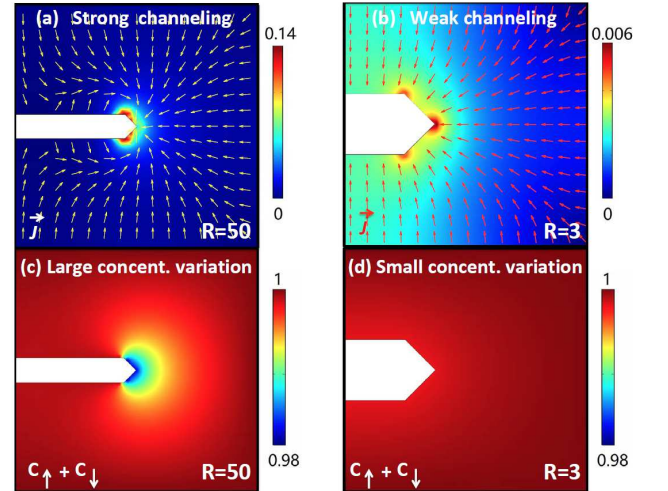 (a) Strong channeling
0.14
0
J
R=50
(b) Weak channeling
0.006
0
J
R=3
(c) Large concent. variation
1
0.98
C↑ + C↓
R=50
(d) Small concent. variation
1
0.98
C↑ + C↓
R=3